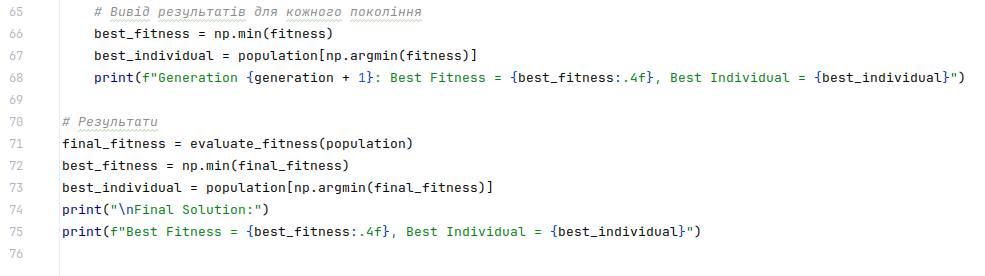 65 # Вивід результатів для кожного покоління
66 best_fitness = np.min(fitness)
67 best_individual = population[np.argmin(fitness)]
68 print(f"Generation {generation + 1}: Best Fitness = {best_fitness:.4f}, Best Individual = {best_individual}")
69
70 # Результати
71 final_fitness = evaluate_fitness(population)
72 best_fitness = np.min(final_fitness)
73 best_individual = population[np.argmin(final_fitness)]
74 print("\nFinal Solution:")
75 print(f"Best Fitness = {best_fitness:.4f}, Best Individual = {best_individual}")
76